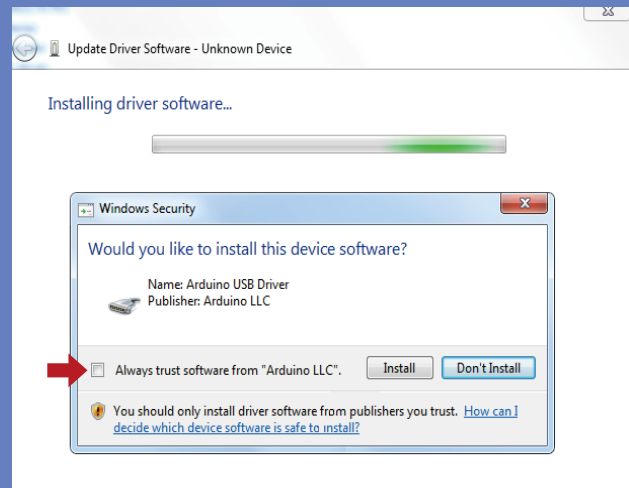 Update Driver Software - Unknown Device
Installing driver software...
Windows Security
Would you like to install this device software?
Name: Arduino USB Driver
Publisher: Arduino LLC
Always trust software from "Arduino LLC".
Install
Don't Install
You should only install driver software from publishers you trust. How can I
decide which device software is safe to install?